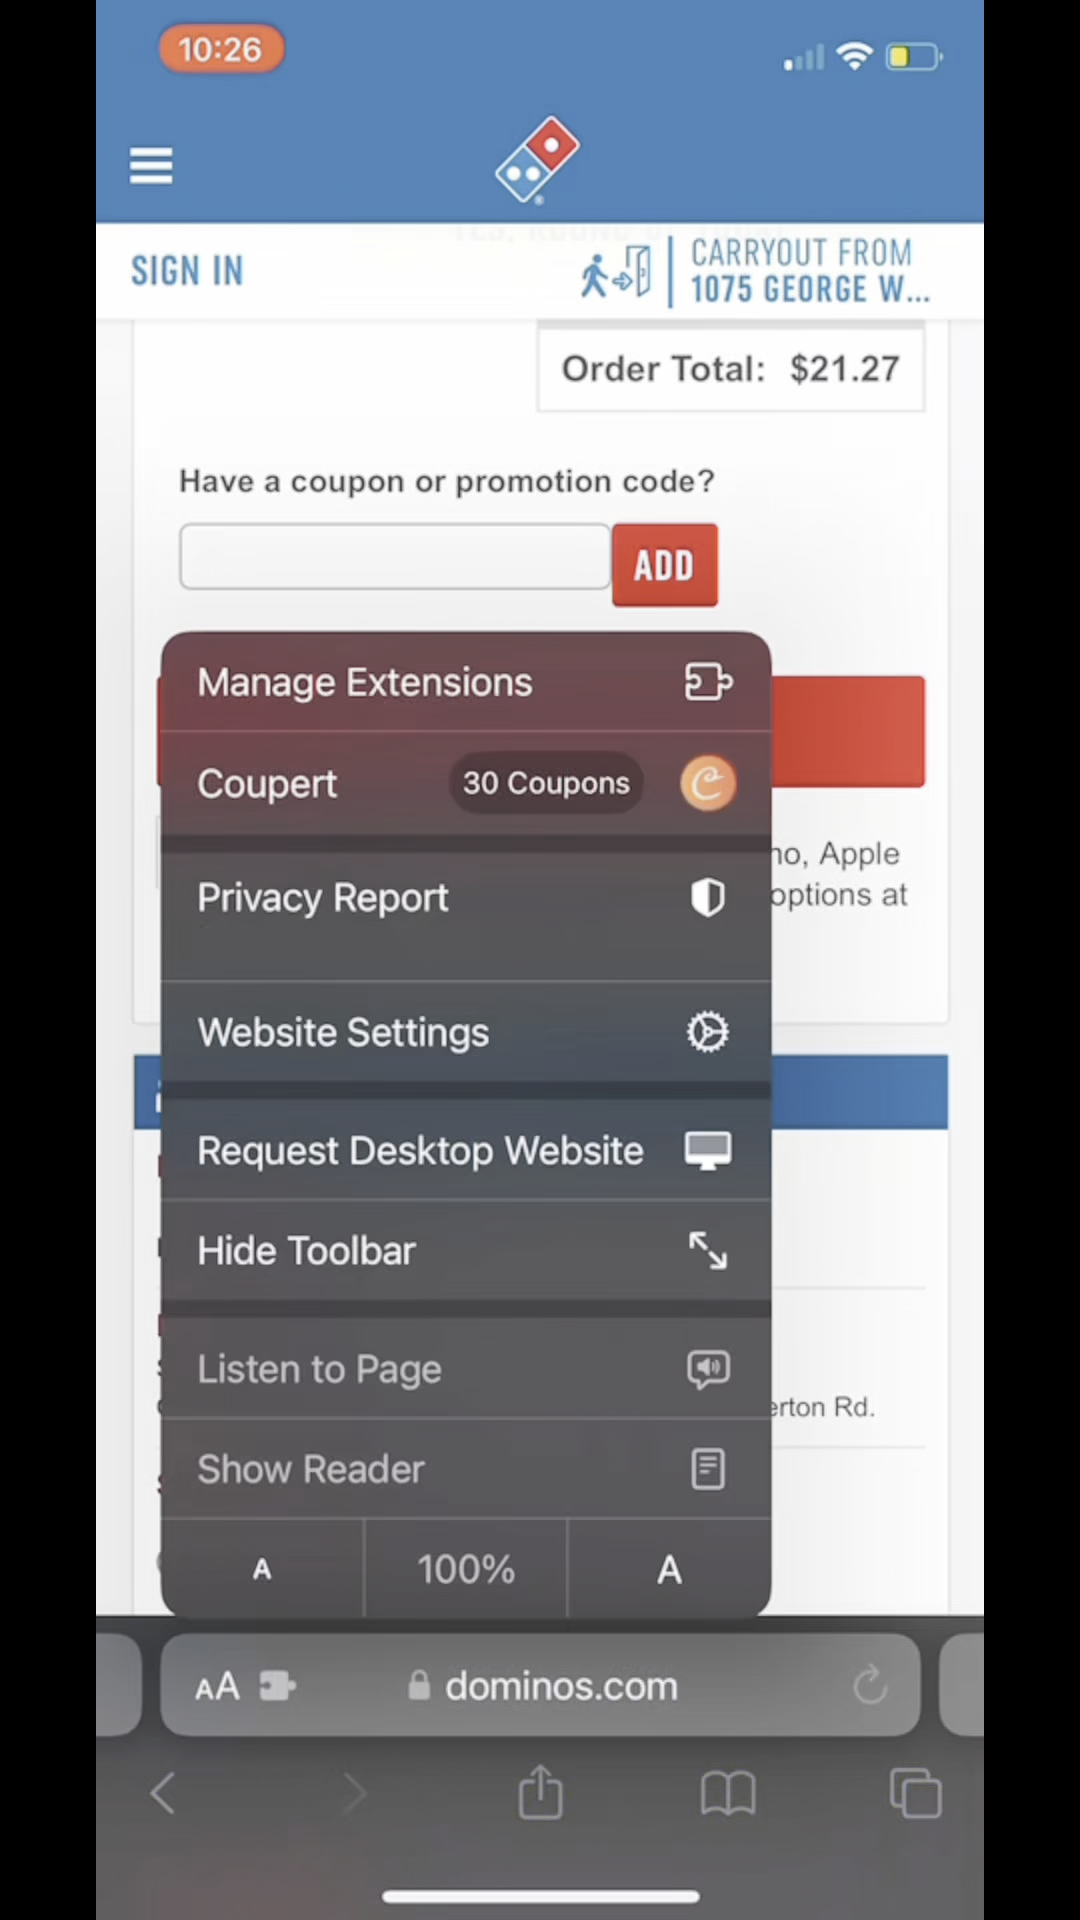 10:26
SIGN IN
CARRYOUT FROM
1075 GEORGE W...
Order Total: $21.27
Have a coupon or promotion code?
ADD
Manage Extensions
Coupert
30 Coupons
no, Apple
options at
Privacy Report
Website Settings
Request Desktop Website
Hide Toolbar
Listen to Page
erton Rd.
Show Reader
A 100% A
AA dominos.com